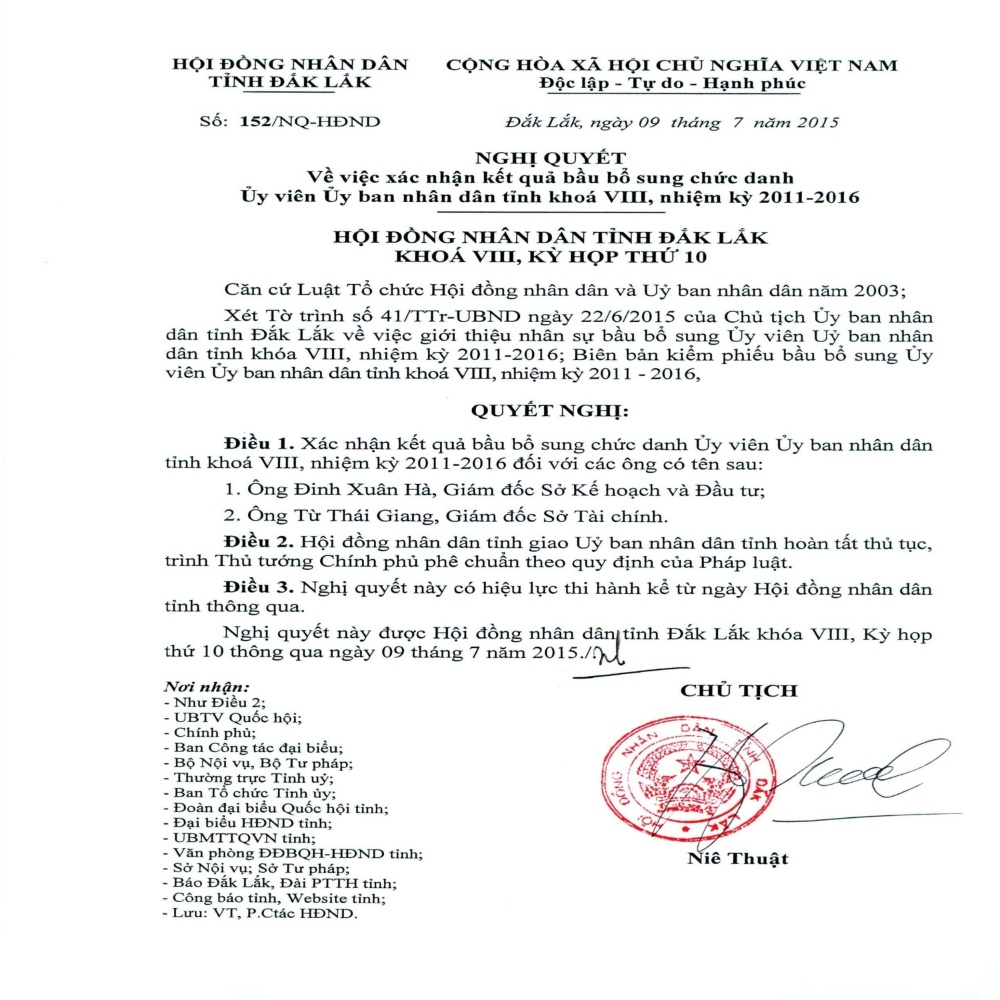 HỘI ĐỒNG NHÂN DÂN
TỈNH ĐẮK LẮK
CỘNG HÒA XÃ HỘI CHỦ NGHĨA VIỆT NAM
Độc lập - Tự do - Hạnh phúc
Số: 152/NQ-HĐND
Đắk Lắk, ngày 09 tháng 7 năm 2015
NGHỊ QUYẾT
Về việc xác nhận kết quả bầu bổ sung chức danh
Ủy viên Ủy ban nhân dân tỉnh khoá VIII, nhiệm kỳ 2011-2016
HỘI ĐỒNG NHÂN DÂN TỈNH ĐẮK LẮK
KHOÁ VIII, KỲ HỌP THỨ 10
Căn cứ Luật Tổ chức Hội đồng nhân dân và Uỷ ban nhân dân năm 2003;
Xét Tờ trình số 41/TTr-UBND ngày 22/6/2015 của Chủ tịch Ủy ban nhân
dân tỉnh Đắk Lắk về việc giới thiệu nhân sự bầu bổ sung Ủy viên Uỷ ban nhân
dân tỉnh khóa VIII, nhiệm kỳ 2011-2016; Biên bản kiểm phiếu bầu bổ sung Ủy
viên Ủy ban nhân dân tỉnh khoá VIII, nhiệm kỳ 2011 - 2016,
QUYẾT NGHỊ:
Điều 1. Xác nhận kết quả bầu bổ sung chức danh Ủy viên Ủy ban nhân dân
tỉnh khoá VIII, nhiệm kỳ 2011-2016 đối với các ông có tên sau:
1. Ông Đinh Xuân Hà, Giám đốc Sở Kế hoạch và Đầu tư;
2. Ông Từ Thái Giang, Giám đốc Sở Tài chính.
Điều 2. Hội đồng nhân dân tỉnh giao Uỷ ban nhân dân tỉnh hoàn tất thủ tục,
trình Thủ tướng Chính phủ phê chuẩn theo quy định của Pháp luật.
Điều 3. Nghị quyết này có hiệu lực thi hành kể từ ngày Hội đồng nhân dân
tỉnh thông qua.
Nghị quyết này được Hội đồng nhân dân tỉnh Đắk Lắk khóa VIII, Kỳ họp
thứ 10 thông qua ngày 09 tháng 7 năm 2015./.
Nơi nhận:
- Như Điều 2;
- UBTV Quốc hội;
- Chính phủ;
- Ban Công tác đại biểu;
- Bộ Nội vụ, Bộ Tư pháp;
- Thường trực Tỉnh uỷ;
- Ban Tổ chức Tỉnh ủy;
- Đoàn đại biểu Quốc hội tỉnh;
- Đại biểu HĐND tỉnh;
- UBMTTQVN tỉnh;
- Văn phòng ĐĐBQH-HĐND tỉnh;
- Sở Nội vụ; Sở Tư pháp;
- Báo Đắk Lắk, Đài PTTH tỉnh;
- Công báo tỉnh, Website tỉnh;
- Lưu: VT, P.Ctác HĐND.
CHỦ TỊCH
HỘI ĐỒNG NHÂN DÂN TỈNH ĐẮK LẮK
Niê Thuật